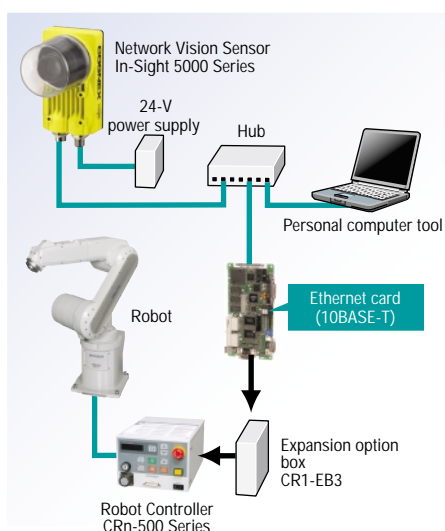 Network Vision Sensor
In-Sight 5000 Series
24-V
power supply
Hub
Personal computer tool
Ethernet card
(10BASE-T)
Robot
Expansion option
box
CR1-EB3
Robot Controller
CRn-500 Series